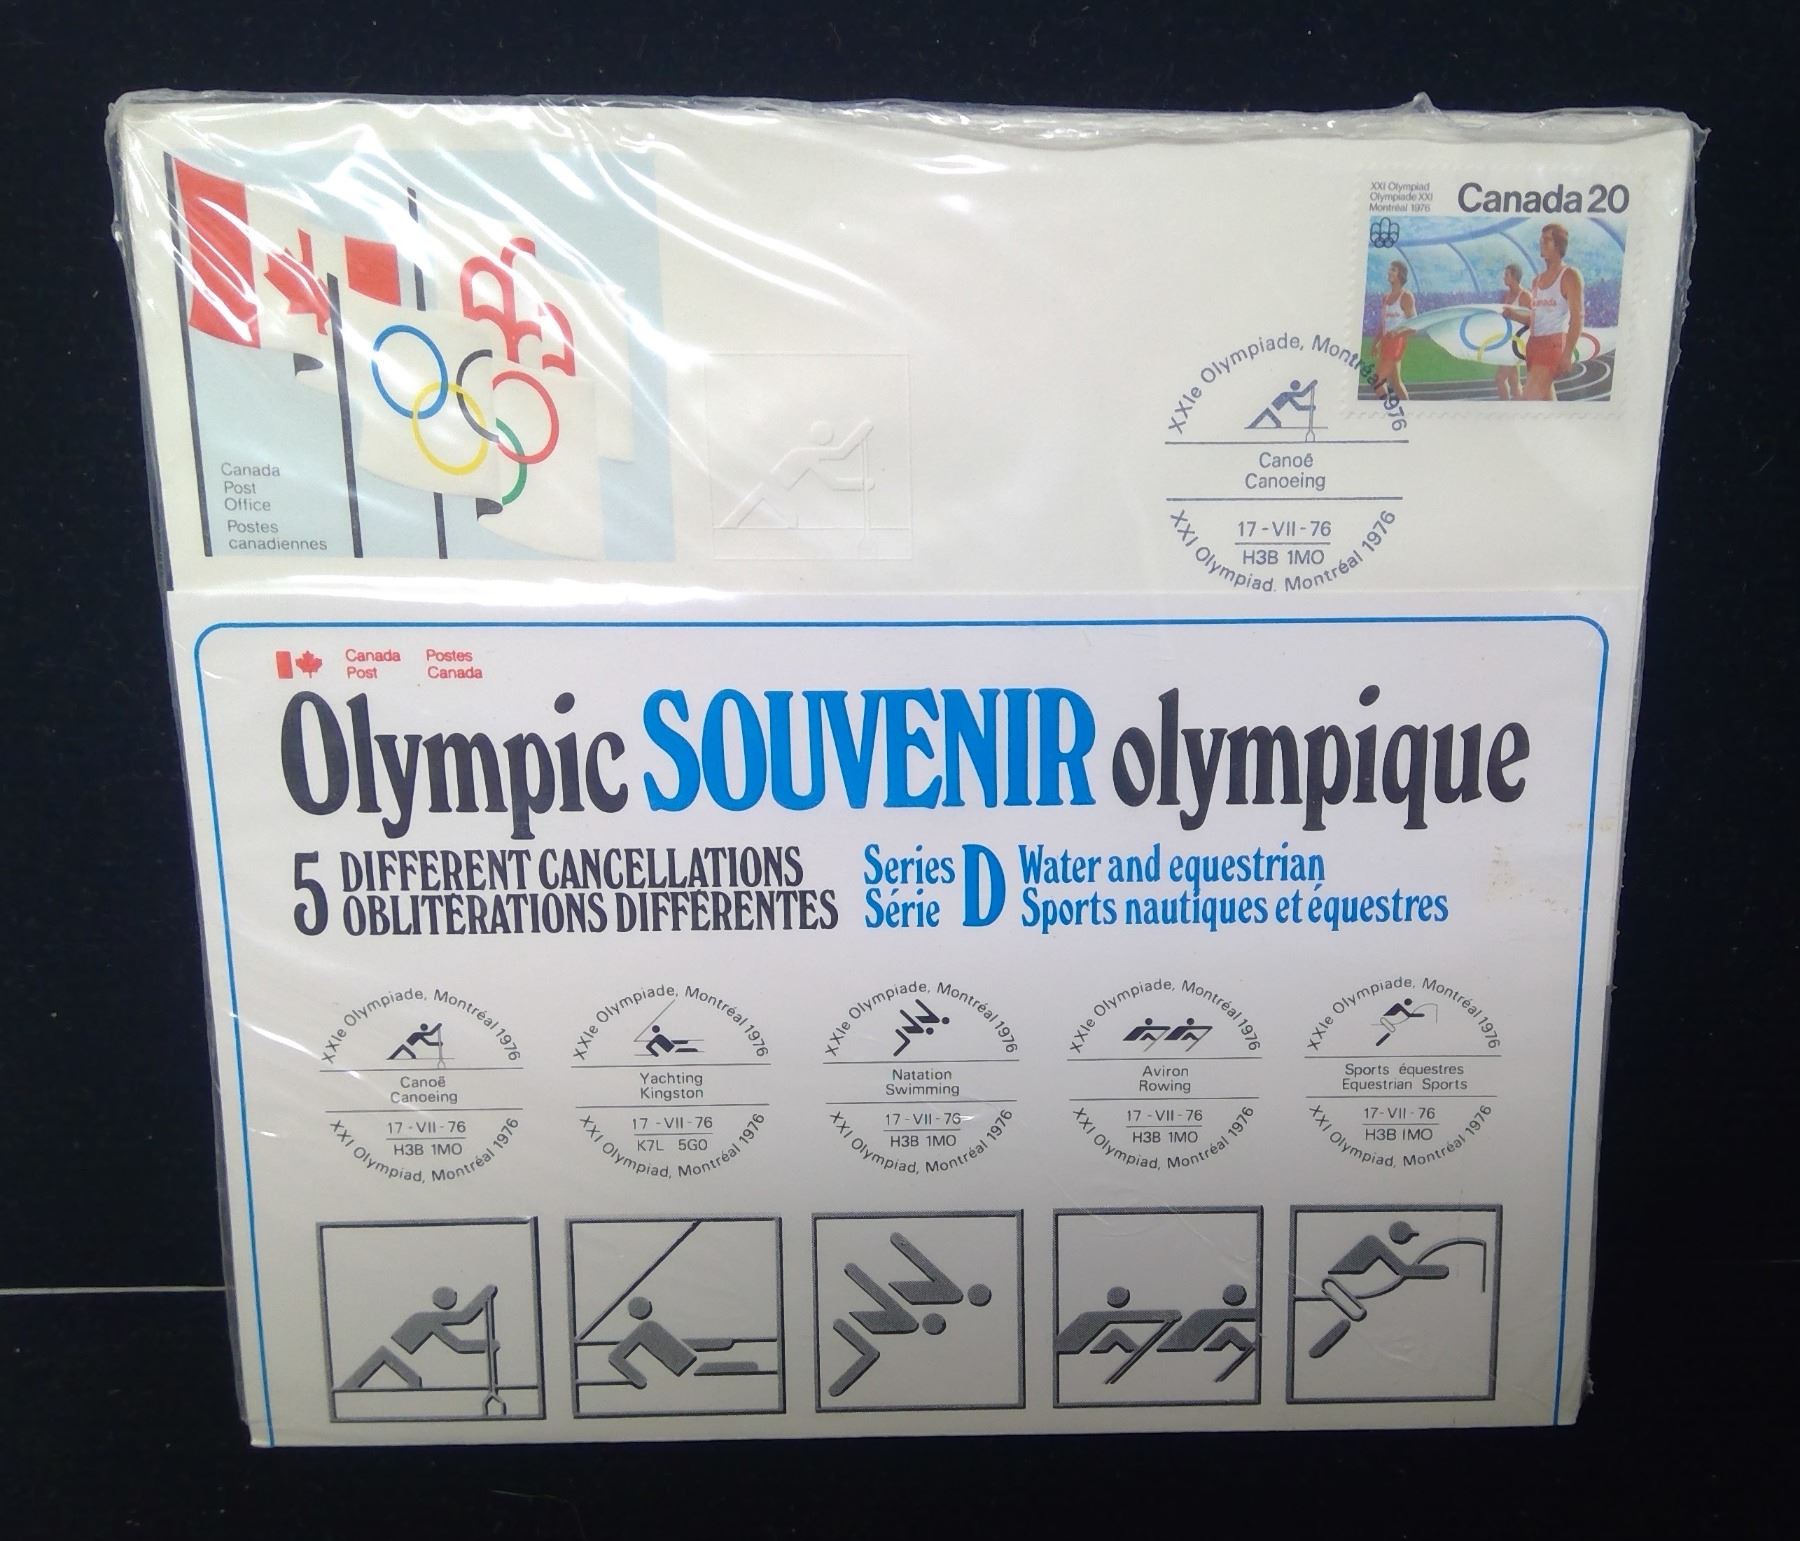 XXI Olympiad
Olympiade XXI
Montréal 1976
Canada 20
Canada
Canada
Post
Office
Postes
canadiennes
XXIe Olympiade, Montréal 1976
Canoë
Canoeing
17-VII-76
H3B 1MO
XXI Olympiad, Montréal 1976
Canada Post
Postes Canada
Olympic SOUVENIR olympique
5 DIFFERENT CANCELLATIONS
OBLITÉRATIONS DIFFÉRENTES
Series D Water and equestrian
Série Sports nautiques et équestres
XXIe Olympiade, Montréal 1976
Canoë
Canoeing
17-VII-76
H3B 1MO
XXI Olympiad, Montréal 1976
XXIe Olympiade, Montréal 1976
Yachting
Kingston
17-VII-76
K7L 5G0
XXI Olympiad, Montréal 1976
XXIe Olympiade, Montréal 1976
Natation
Swimming
17-VII-76
H3B 1MO
XXI Olympiad, Montréal 1976
XXIe Olympiade, Montréal 1976
Aviron
Rowing
17-VII-76
H3B 1MO
XXI Olympiad, Montréal 1976
XXIe Olympiade, Montréal 1976
Sports équestres
Equestrian Sports
17-VII-76
H3B 1MO
XXI Olympiad, Montréal 1976